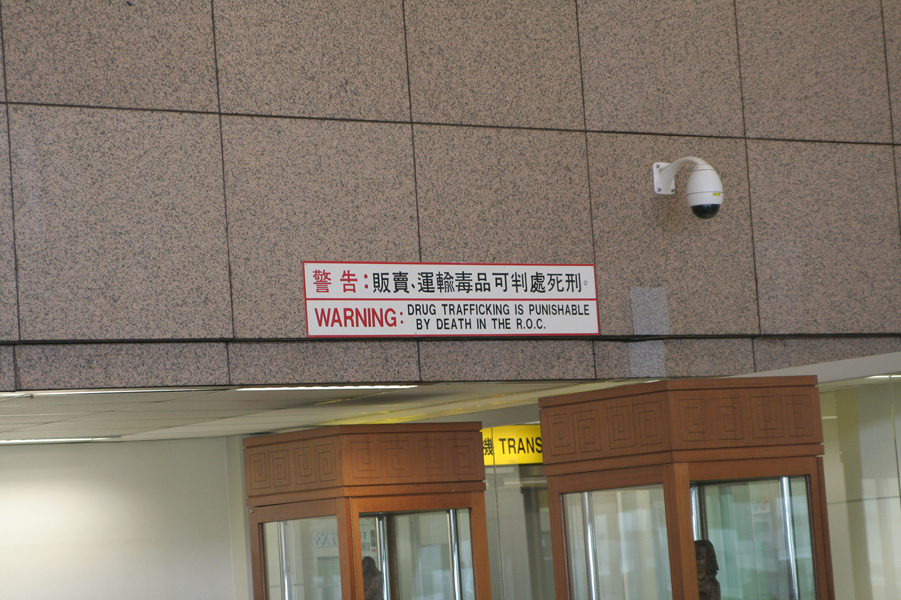 警告:販賣、運輸毒品可判處死刑。
WARNING: DRUG TRAFFICKING IS PUNISHABLE
BY DEATH IN THE R.O.C.
機 TRANS